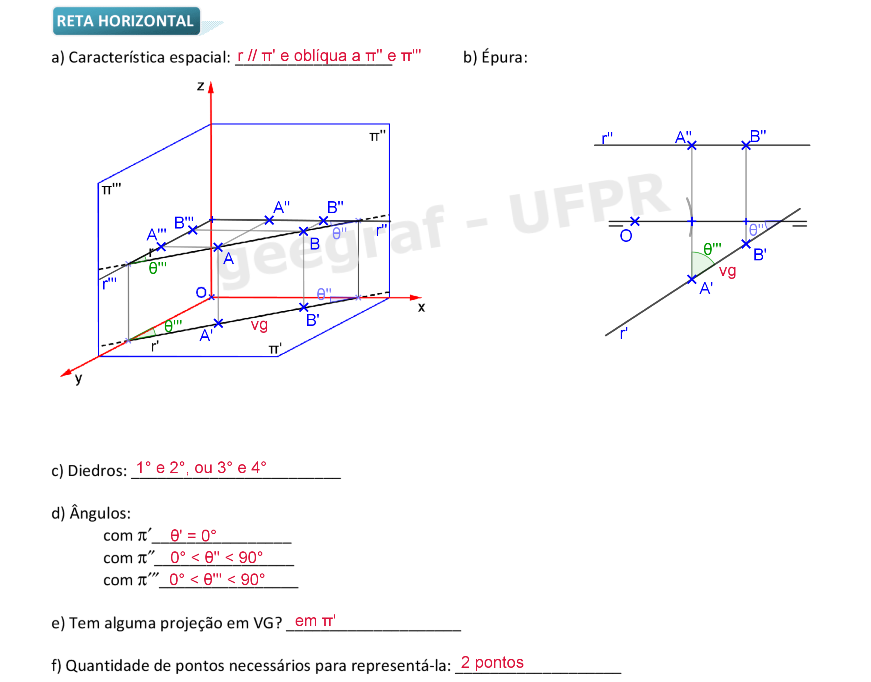 RETA HORIZONTAL
a) Característica espacial: r // π' e oblíqua a π'' e π''' b) Épura:
z
π''
π'''
A'' B''
B'''
A'''
θ''
r''
B
r
A
θ'''
r'''
O
θ''
x
θ'''
A'
vg
B'
r'
π'
y
geegraf - UFPR
r'' A'' B''
O
θ''
θ'''
B'
vg
A'
r'
c) Diedros: 1° e 2°, ou 3° e 4°
d) Ângulos:
com π′ θ' = 0°
com π″ 0° < θ'' < 90°
com π‴ 0° < θ''' < 90°
e) Tem alguma projeção em VG? em π'
f) Quantidade de pontos necessários para representá-la: 2 pontos